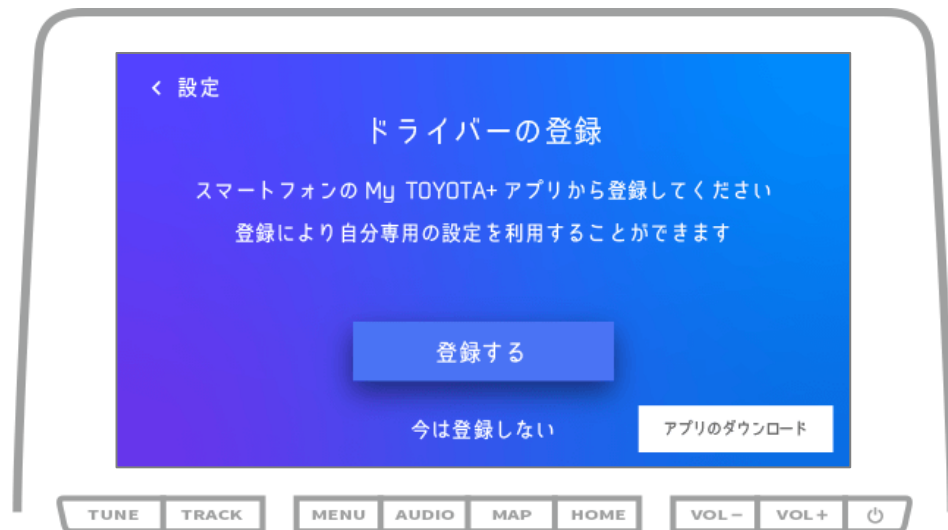 < 設定
ドライバーの登録
スマートフォンの My TOYOTA+ アプリから登録してください
登録により自分専用の設定を利用することができます
登録する
今は登録しない
アプリのダウンロード
TUNE TRACK MENU AUDIO MAP HOME VOL− VOL+